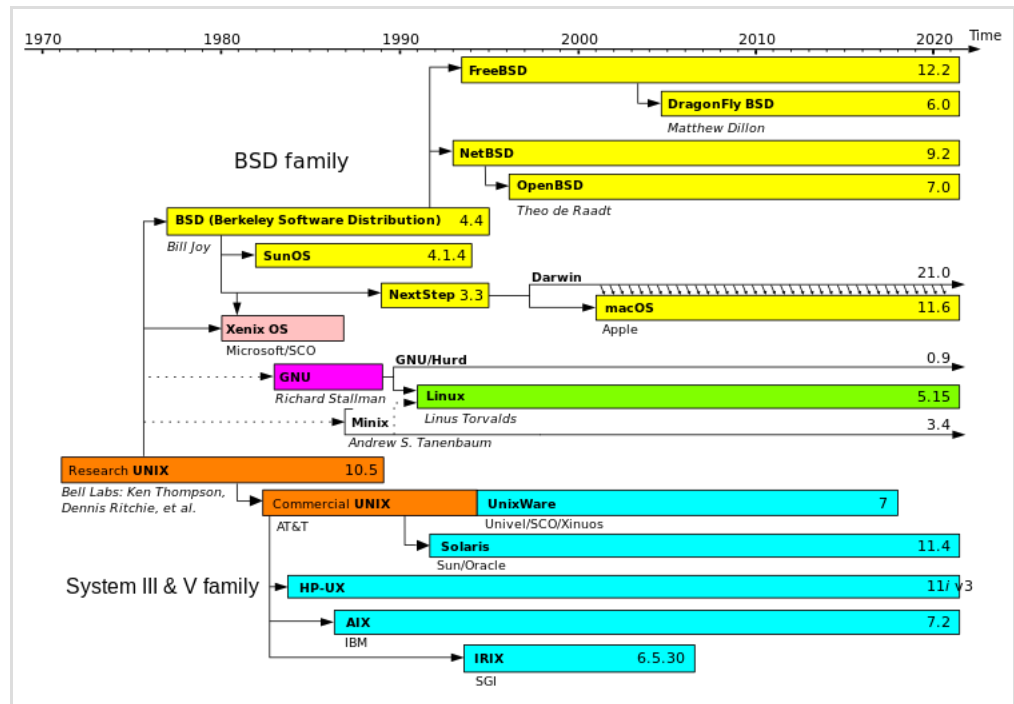 1970 1980 1990 2000 2010 2020 Time
FreeBSD 12.2
DragonFly BSD 6.0
Matthew Dillon
BSD family
NetBSD 9.2
OpenBSD 7.0
Theo de Raadt
BSD (Berkeley Software Distribution) 4.4
Bill Joy
SunOS 4.1.4
Darwin 21.0
NextStep 3.3
macOS 11.6
Apple
Xenix OS
Microsoft/SCO
GNU/Hurd 0.9
GNU
Richard Stallman
Linux 5.15
Linus Torvalds
Minix 3.4
Andrew S. Tanenbaum
Research UNIX 10.5
Bell Labs: Ken Thompson,
Dennis Ritchie, et al.
Commercial UNIX
AT&T
UnixWare 7
Univel/SCO/Xinuos
Solaris 11.4
Sun/Oracle
System III & V family
HP-UX 11i v3
AIX 7.2
IBM
IRIX 6.5.30
SGI